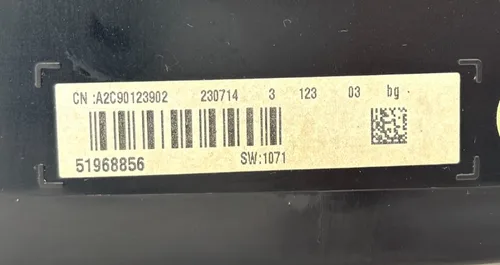 CN :A2C90123902 230714 3 123 03 bg .
51968856 SW:1071